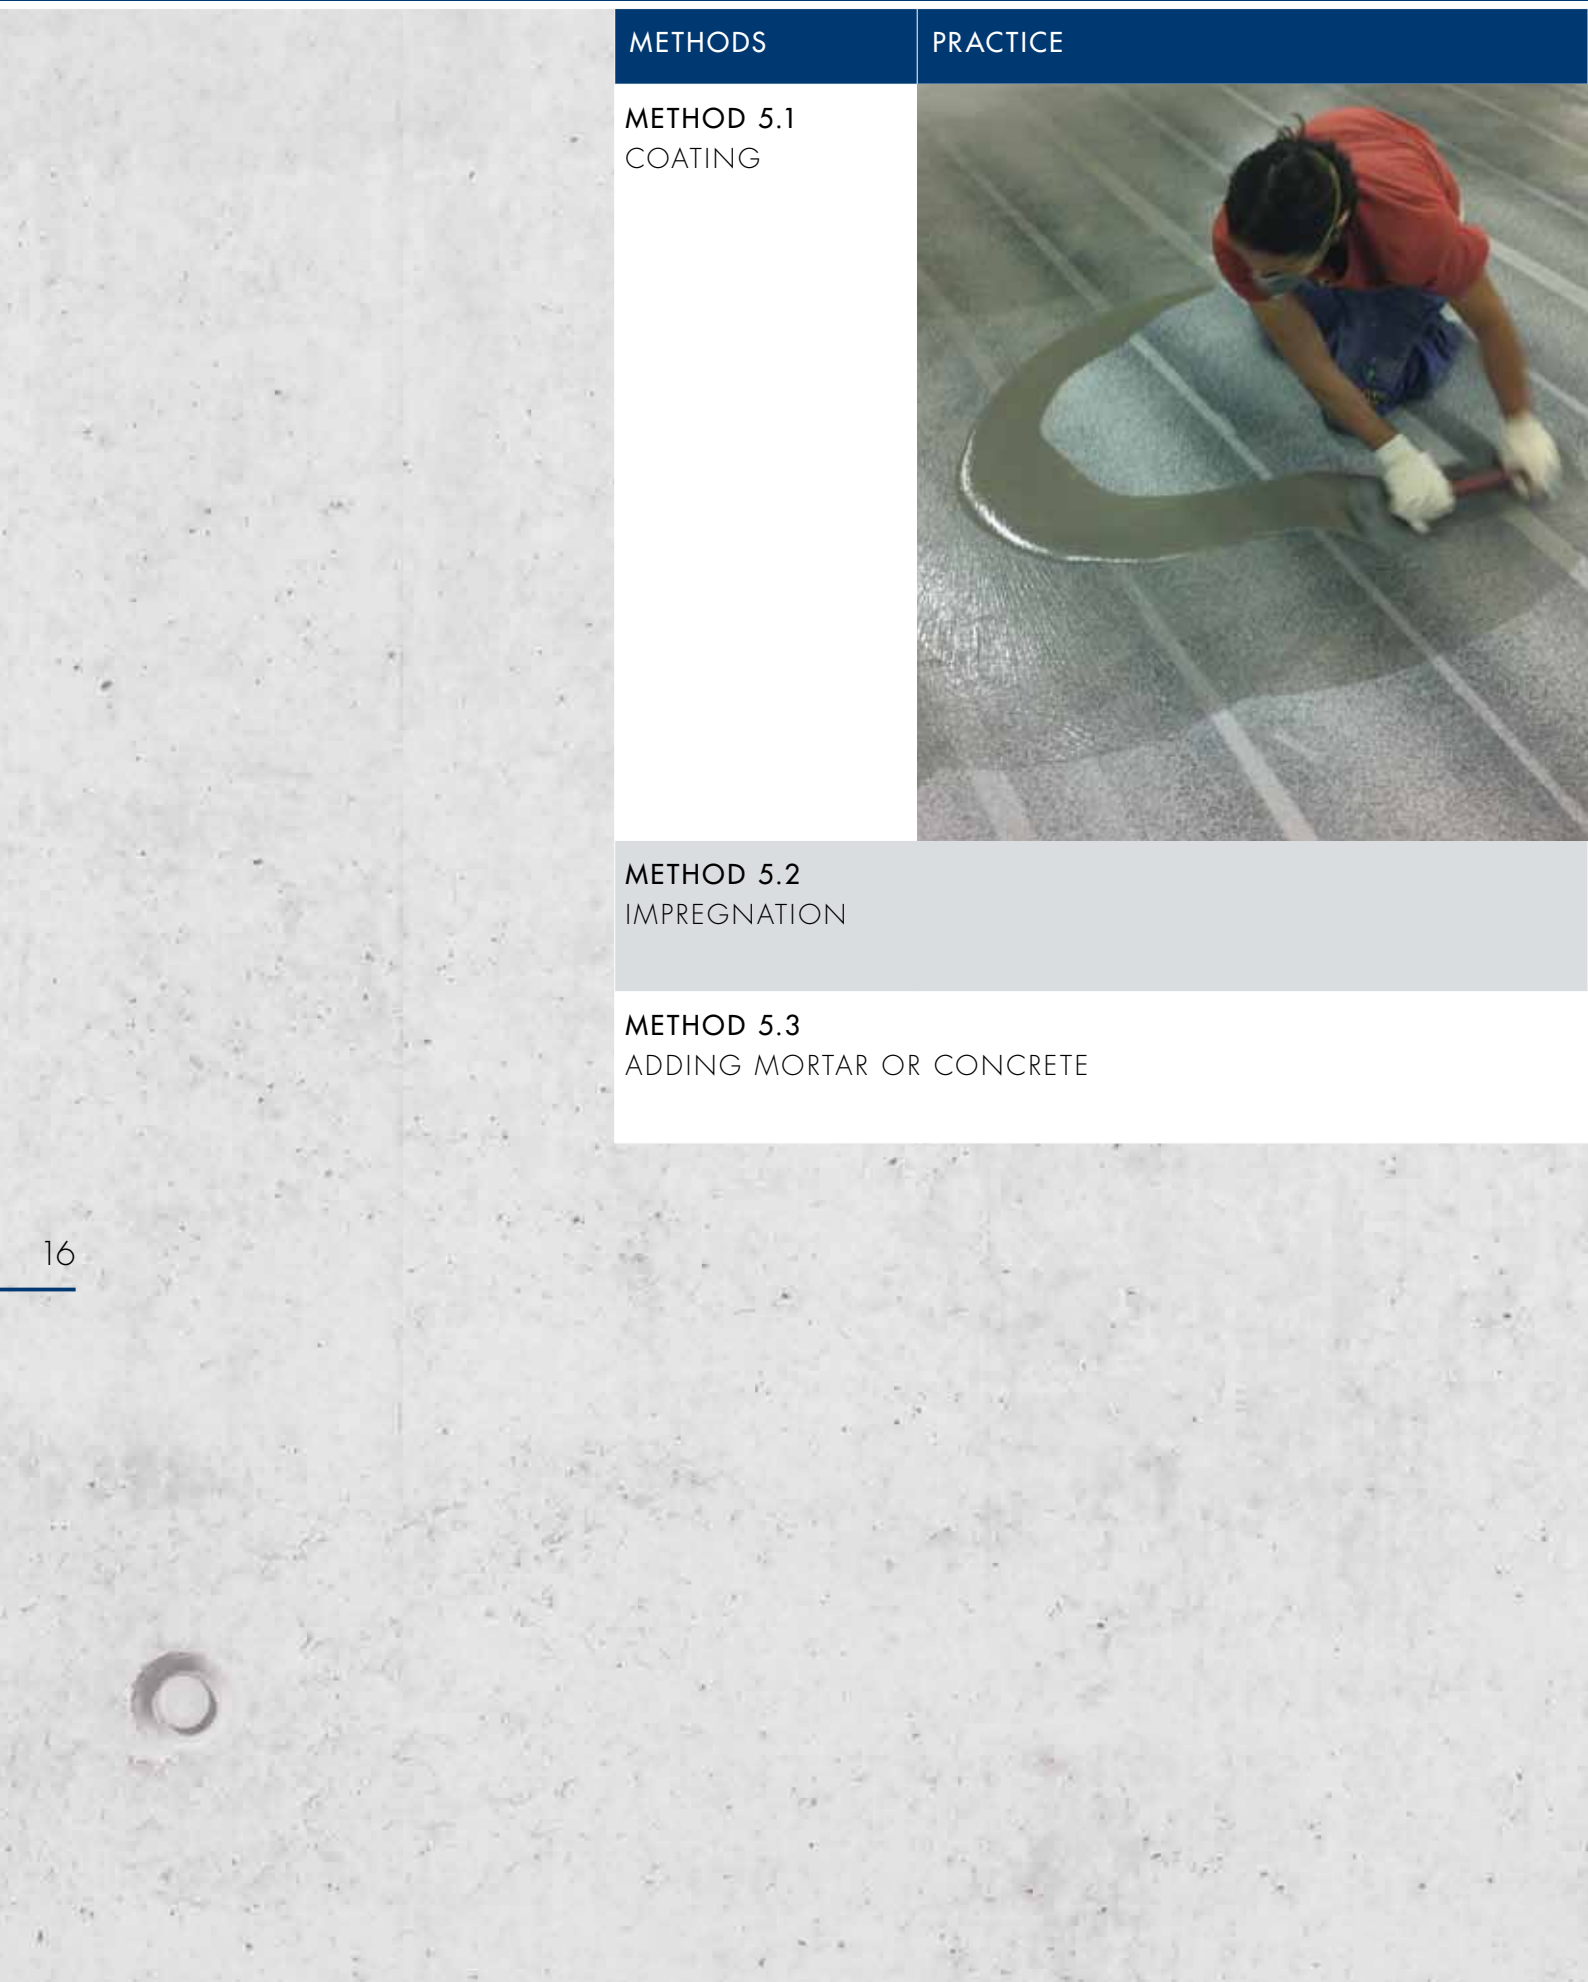 METHODS
PRACTICE
METHOD 5.1
COATING
METHOD 5.2
IMPREGNATION
METHOD 5.3
ADDING MORTAR OR CONCRETE
16